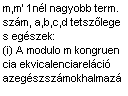 m,m' 1nél nagyobb term.
szám, a,b,c,d tetszőlege
s egészek:
(i) A modulo m kongruen
cia ekvicalenciareláció
azegészszámokhalmazá